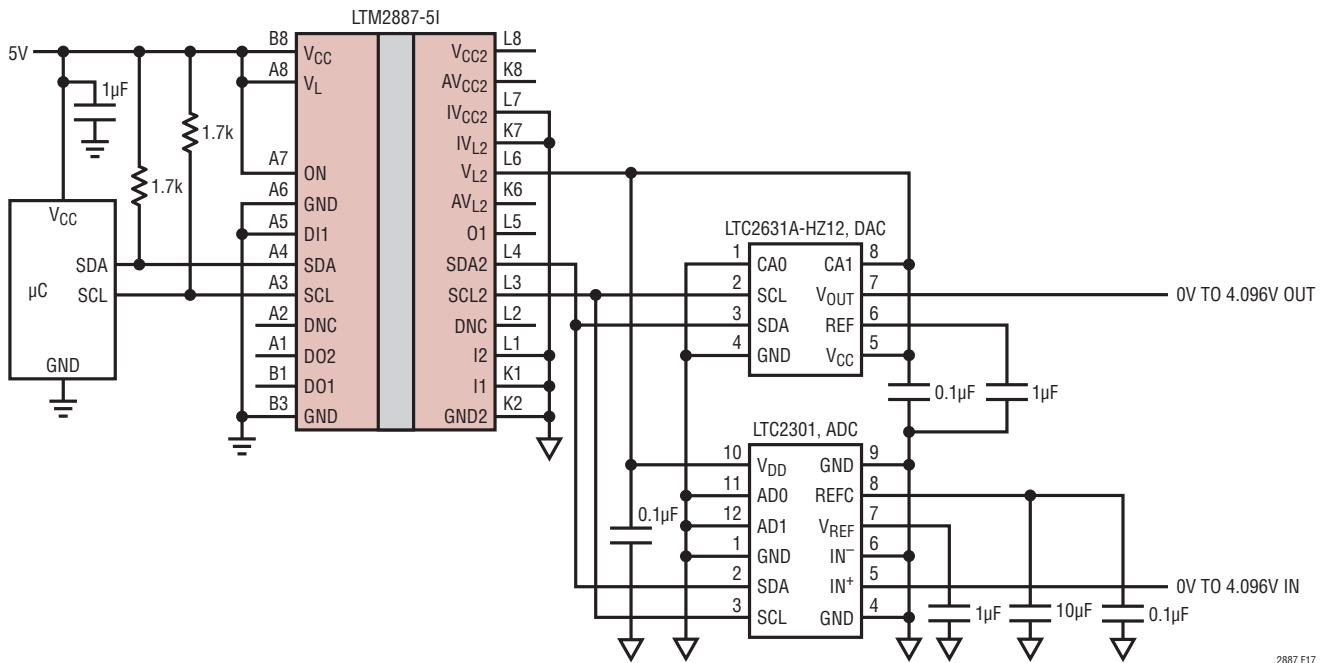 LTM2887-5I
5V
1µF
1.7k
1.7k
VCC
SDA
µC
SCL
GND
B8 VCC
A8 VL
A7 ON
A6 GND
A5 DI1
A4 SDA
A3 SCL
A2 DNC
A1 DO2
B1 DO1
B3 GND
VCC2 L8
AVCC2 K8
IVCC2 L7
IVL2 K7
VL2 L6
AVL2 K6
O1 L5
SDA2 L4
SCL2 L3
DNC L2
I2 L1
I1 K1
GND2 K2
LTC2631A-HZ12, DAC
1 CA0 CA1 8
2 SCL VOUT 7
3 SDA REF 6
4 GND VCC 5
0V TO 4.096V OUT
0.1µF
1µF
LTC2301, ADC
10 VDD GND 9
11 AD0 REFC 8
12 AD1 VREF 7
1 GND IN– 6
2 SDA IN+ 5
3 SCL GND 4
0.1µF
0V TO 4.096V IN
1µF
10µF
0.1µF
2887 F17